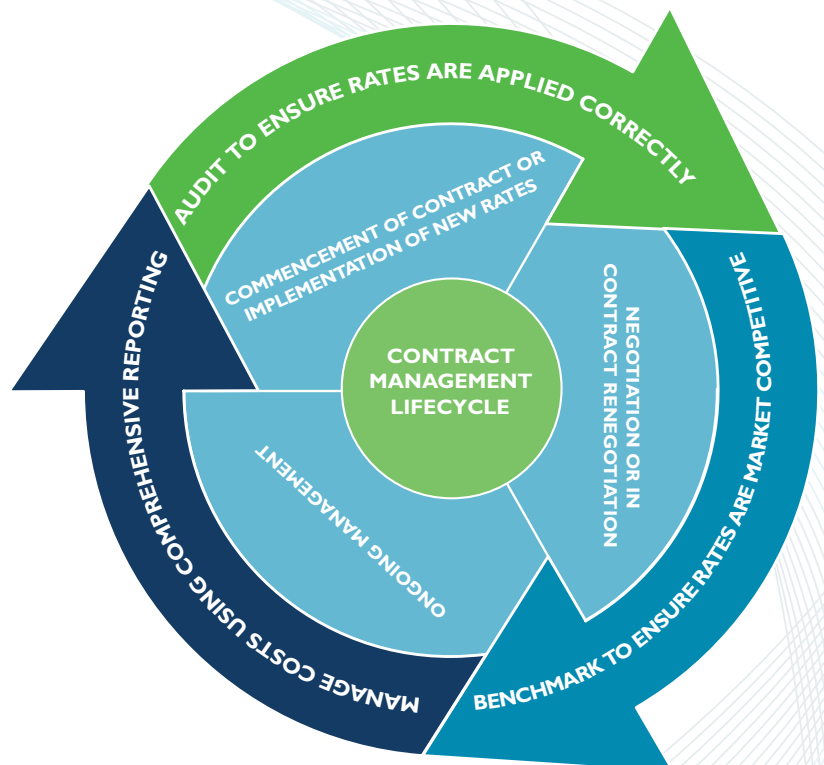 AUDIT TO ENSURE RATES ARE APPLIED CORRECTLY
COMMENCEMENT OF CONTRACT OR
IMPLEMENTATION OF NEW RATES
BENCHMARK TO ENSURE RATES ARE MARKET COMPETITIVE
NEGOTIATION OR IN
CONTRACT RENEGOTIATION
MANAGE COSTS USING COMPREHENSIVE REPORTING
ONGOING MANAGEMENT
CONTRACT
MANAGEMENT
LIFECYCLE